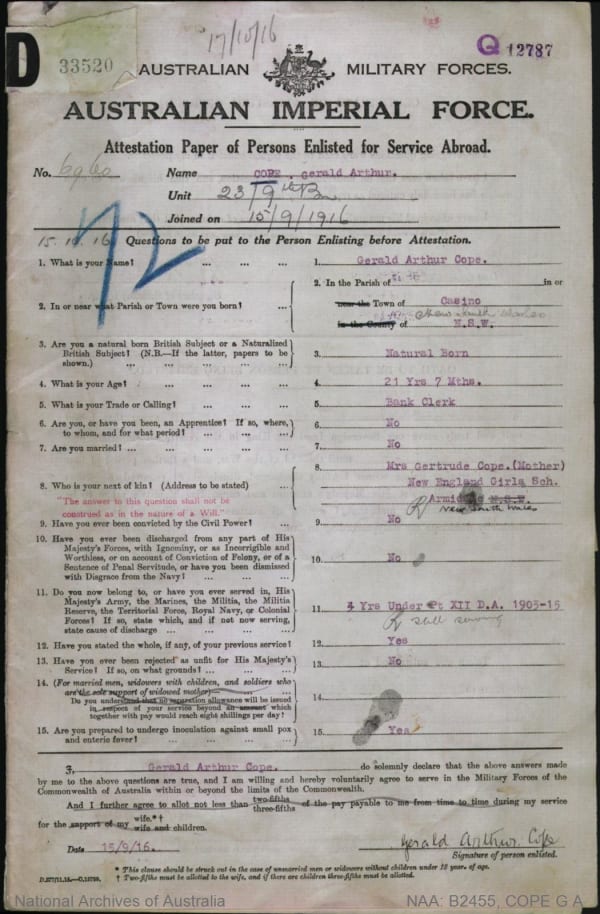 17/10/16
D 33520
Q 12787
AUSTRALIAN MILITARY FORCES.
AUSTRALIAN IMPERIAL FORCE.
Attestation Paper of Persons Enlisted for Service Abroad.
No. 6960 Name COPE, Gerald Arthur.
Unit 23/9th Bn
Joined on 15/9/1916
72
15.10.16 Questions to be put to the Person Enlisting before Attestation.
1. What is your Name? ... ... ... 1. Gerald Arthur Cope.
2. In or near what Parish or Town were you born? ... 2. In the Parish of in or
near the Town of Casino
in the County of N.S.W. New South Wales
3. Are you a natural born British Subject or a Naturalized
British Subject? (N.B.—If the latter, papers to be
shown.) ... ... ... ... 3. Natural Born
4. What is your Age? ... ... ... 4. 21 Yrs 7 Mths.
5. What is your Trade or Calling? ... ... ... 5. Bank Clerk
6. Are you, or have you been, an Apprentice? If so, where,
to whom, and for what period? ... ... ... 6. No
7. Are you married? ... ... ... ... 7. No
8. Who is your next of kin? (Address to be stated) ... 8. Mrs Gertrude Cope.(Mother)
New England Girls Sch.
"The answer to this question shall not be
construed as in the nature of a Will."
Armidale N.S.W.
New South Wales
9. Have you ever been convicted by the Civil Power? ... 9. No
10. Have you ever been discharged from any part of His
Majesty's Forces, with Ignominy, or as Incorrigible and
Worthless, or on account of Conviction of Felony, or of a
Sentence of Penal Servitude, or have you been dismissed
with Disgrace from the Navy? ... ... ... 10. No
11. Do you now belong to, or have you ever served in, His
Majesty's Army, the Marines, the Militia, the Militia
Reserve, the Territorial Force, Royal Navy, or Colonial
Forces? If so, state which, and if not now serving,
state cause of discharge ... ... ... ... 11. 4 Yrs Under Pt XII D.A. 1903-15
still serving
12. Have you stated the whole, if any, of your previous service? 12. Yes
13. Have you ever been rejected as unfit for His Majesty's
Service? If so, on what grounds? ... ... ... 13. No
14. (For married men, widowers with children, and soldiers who
are the sole support of widowed mother)—
Do you understand that no separation allowance will be issued
in respect of your service beyond an amount which
together with pay would reach eight shillings per day? 14.
15. Are you prepared to undergo inoculation against small pox
and enteric fever? ... ... ... ... 15. Yes
I, Gerald Arthur Cope. do solemnly declare that the above answers made
by me to the above questions are true, and I am willing and hereby voluntarily agree to serve in the Military Forces of the
Commonwealth of Australia within or beyond the limits of the Commonwealth.
And I further agree to allot not less than two-fifths three-fifths of the pay payable to me from time to time during my service
for the support of my wife.*† wife and children.
Date 15/9/16. Gerald Arthur Cope
Signature of person enlisted.
* This clause should be struck out in the case of unmarried men or widowers without children under 18 years of age.
† Two-fifths must be allotted to the wife, and if there are children three-fifths must be allotted.
National Archives of Australia NAA: B2455, COPE G A